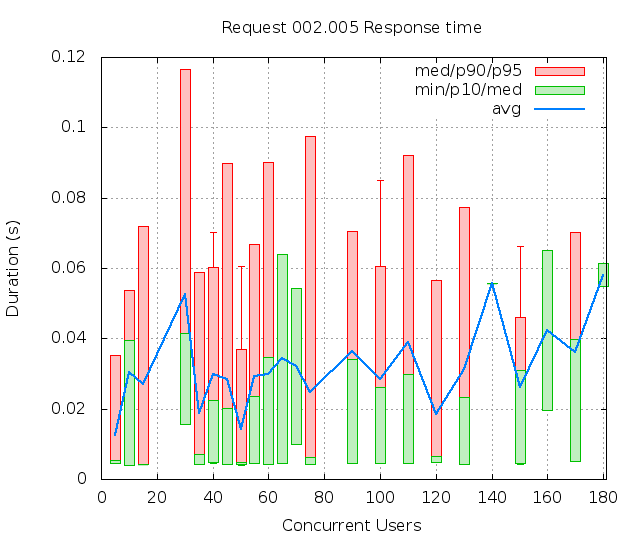 Request 002.005 Response time
0.12
0.1
0.08
0.06
0.04
0.02
0
Duration (s)
med/p90/p95
min/p10/med
avg
0 20 40 60 80 100 120 140 160 180
Concurrent Users